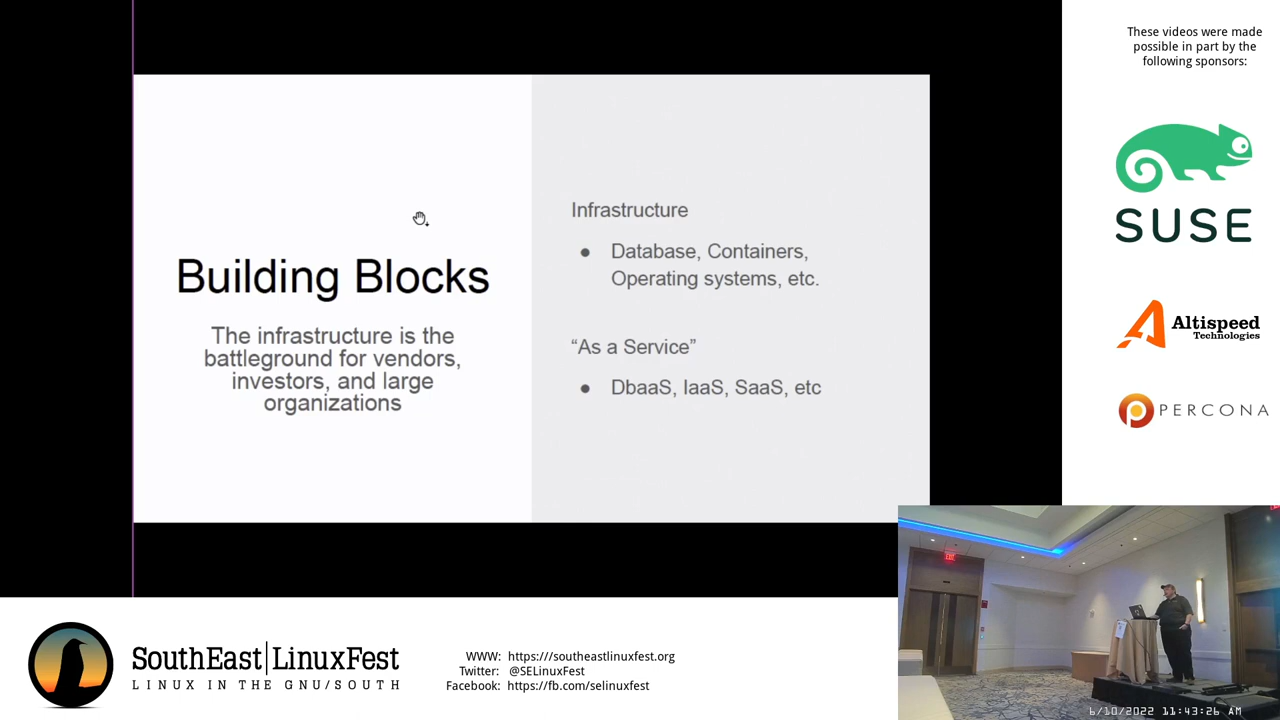 These videos were made
possible in part by the
following sponsors:
SUSE
Altispeed
Technologies
PERCONA
Building Blocks
The infrastructure is the
battleground for vendors,
investors, and large
organizations
Infrastructure
● Database, Containers,
Operating systems, etc.
“As a Service”
● DbaaS, IaaS, SaaS, etc
SouthEast|LinuxFest
LINUX IN THE GNU/SOUTH
WWW: https:///southeastlinuxfest.org
Twitter: @SELinuxFest
Facebook: https://fb.com/selinuxfest
EXIT
6/10/2022 11:43:26 AM